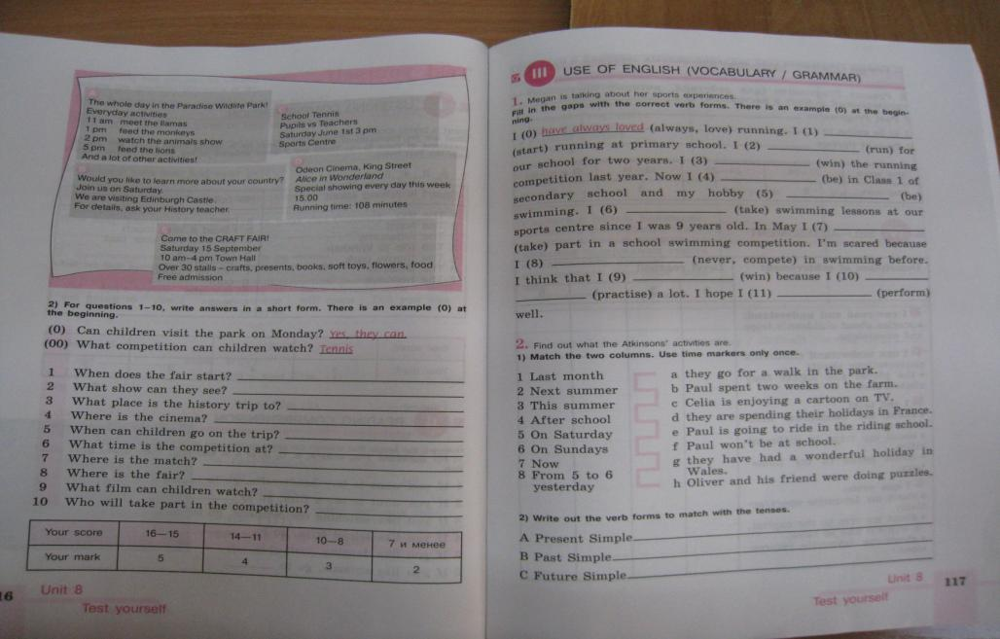 The whole day in the Paradise Wildlife Park!
Everyday activities
11 am meet the llamas
1 pm feed the monkeys
2 pm watch the animals show
5 pm feed the lions
And a lot of other activities!
School Tennis
Pupils vs Teachers
Saturday June 1st 3 pm
Sports Centre
Would you like to learn more about your country?
Join us on Saturday.
We are visiting Edinburgh Castle.
For details, ask your History teacher.
Odeon Cinema, King Street
Alice in Wonderland
Special showing every day this week
15.00
Running time: 108 minutes
Come to the CRAFT FAIR!
Saturday 15 September
10 am–4 pm Town Hall
Over 30 stalls – crafts, presents, books, soft toys, flowers, food
Free admission
2) For questions 1–10, write answers in a short form. There is an example (0) at
the beginning.
(0) Can children visit the park on Monday? Yes, they can.
(00) What competition can children watch? Tennis
1 When does the fair start?
2 What show can they see?
3 What place is the history trip to?
4 Where is the cinema?
5 When can children go on the trip?
6 What time is the competition at?
7 Where is the match?
8 Where is the fair?
9 What film can children watch?
10 Who will take part in the competition?
Your score 16–15 14–11 10–8 7 и менее
Your mark 5 4 3 2
16 Unit 8
Test yourself
III USE OF ENGLISH (VOCABULARY / GRAMMAR)
1. Megan is talking about her sports experiences.
Fill in the gaps with the correct verb forms. There is an example (0) at the begin-
ning.
I (0) have always loved (always, love) running. I (1) ____
(start) running at primary school. I (2) ____ (run) for
our school for two years. I (3) ____ (win) the running
competition last year. Now I (4) ____ (be) in Class 1 of
secondary school and my hobby (5) ____ (be)
swimming. I (6) ____ (take) swimming lessons at our
sports centre since I was 9 years old. In May I (7) ____
(take) part in a school swimming competition. I'm scared because
I (8) ____ (never, compete) in swimming before.
I think that I (9) ____ (win) because I (10) ____
____ (practise) a lot. I hope I (11) ____ (perform)
well.
2. Find out what the Atkinsons' activities are.
1) Match the two columns. Use time markers only once.
1 Last month
2 Next summer
3 This summer
4 After school
5 On Saturday
6 On Sundays
7 Now
8 From 5 to 6
yesterday
a they go for a walk in the park.
b Paul spent two weeks on the farm.
c Celia is enjoying a cartoon on TV.
d they are spending their holidays in France.
e Paul is going to ride in the riding school.
f Paul won't be at school.
g they have had a wonderful holiday in
Wales.
h Oliver and his friend were doing puzzles.
2) Write out the verb forms to match with the tenses.
A Present Simple
B Past Simple
C Future Simple
Unit 8 117
Test yourself